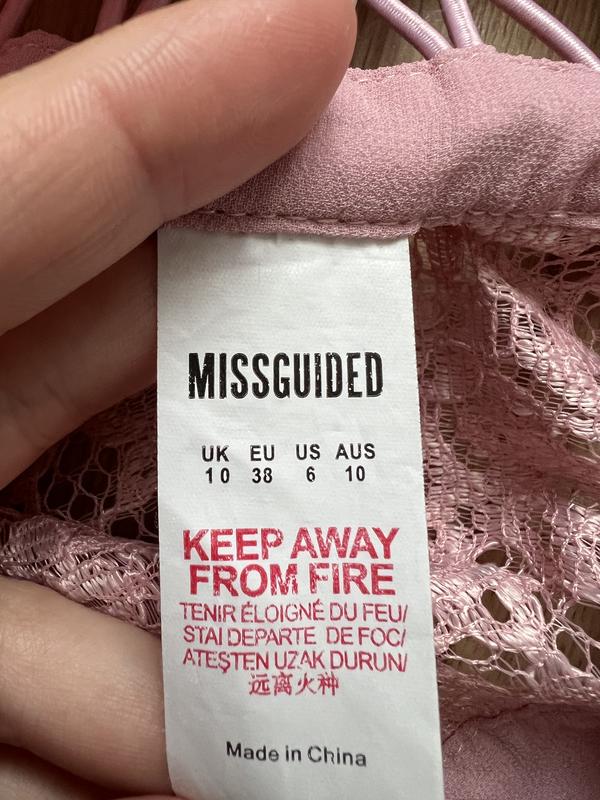 MISSGUIDED
UK EU US AUS
10 38 6 10
KEEP AWAY
FROM FIRE
TENIR ÉLOIGNÉ DU FEU/
STAI DEPARTE DE FOC/
ATEŞTEN UZAK DURUN/
远离火种
Made in China